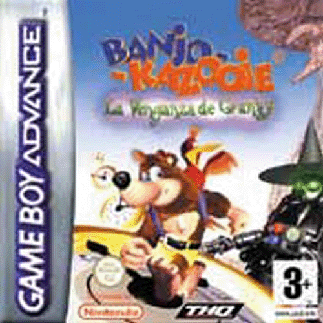 BANJO-
-KAZOOIE
La Venganza de Grunty
GAME BOY ADVANCE
Nintendo
THQ
3+